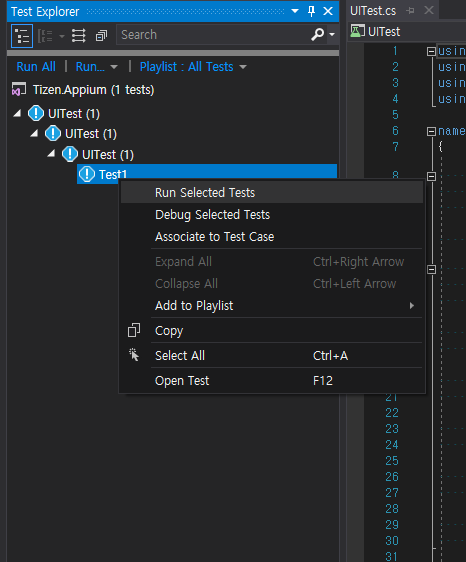 Test Explorer
Search
Run All | Run... | Playlist : All Tests
Tizen.Appium (1 tests)
UITest (1)
UITest (1)
UITest (1)
Test1
Run Selected Tests
Debug Selected Tests
Associate to Test Case
Expand All Ctrl+Right Arrow
Collapse All Ctrl+Left Arrow
Add to Playlist
Copy
Select All Ctrl+A
Open Test F12
UITest.cs
UITest
1 usin
2 usin
3 usin
4 usin
5
6 name
7 {
8
21
22
23
24
25
26
27
28
29
30
31